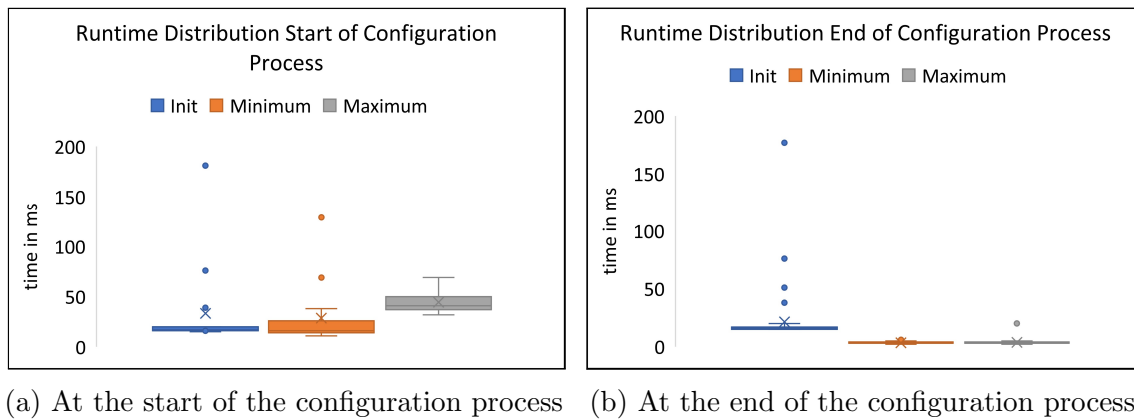 Runtime Distribution Start of Configuration
Process
Init Minimum Maximum
200
150
100
50
0
time in ms
(a) At the start of the configuration process
Runtime Distribution End of Configuration Process
Init Minimum Maximum
200
150
100
50
0
time in ms
(b) At the end of the configuration process